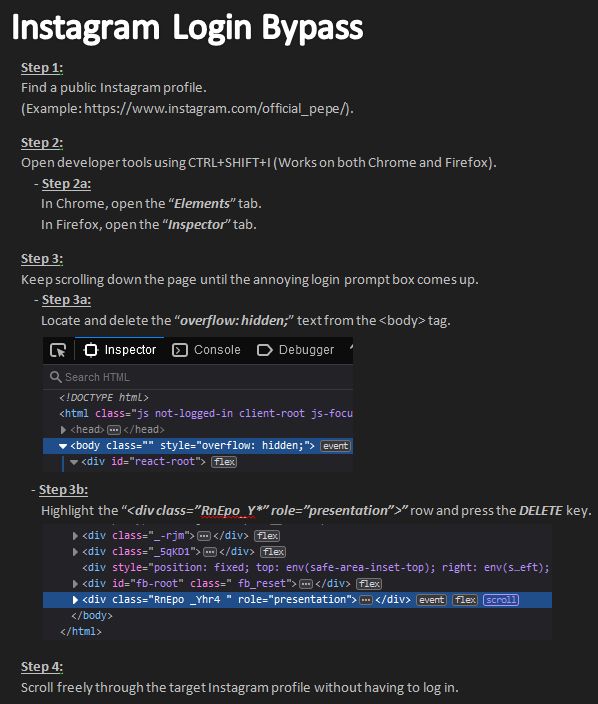 Instagram Login Bypass
Step 1:
Find a public Instagram profile.
(Example: https://www.instagram.com/official_pepe/).
Step 2:
Open developer tools using CTRL+SHIFT+I (Works on both Chrome and Firefox).
- Step 2a:
In Chrome, open the “Elements” tab.
In Firefox, open the “Inspector” tab.
Step 3:
Keep scrolling down the page until the annoying login prompt box comes up.
- Step 3a:
Locate and delete the “overflow: hidden;” text from the <body> tag.
Inspector Console Debugger
Search HTML
<!DOCTYPE html>
<html class="js not-logged-in client-root js-focu
<head>…</head>
<body class="" style="overflow: hidden;"> event
<div id="react-root"> flex
- Step 3b:
Highlight the “<div class=”RnEpo_Y*” role=”presentation”>” row and press the DELETE key.
<div class="_-rjm">…</div> flex
<div class="_5qKD1">…</div> flex
<div style="position: fixed; top: env(safe-area-inset-top); right: env(s…eft);
<div id="fb-root" class=" fb_reset">…</div> flex
<div class="RnEpo _Yhr4 " role="presentation">…</div> event flex scroll
</body>
</html>
Step 4:
Scroll freely through the target Instagram profile without having to log in.